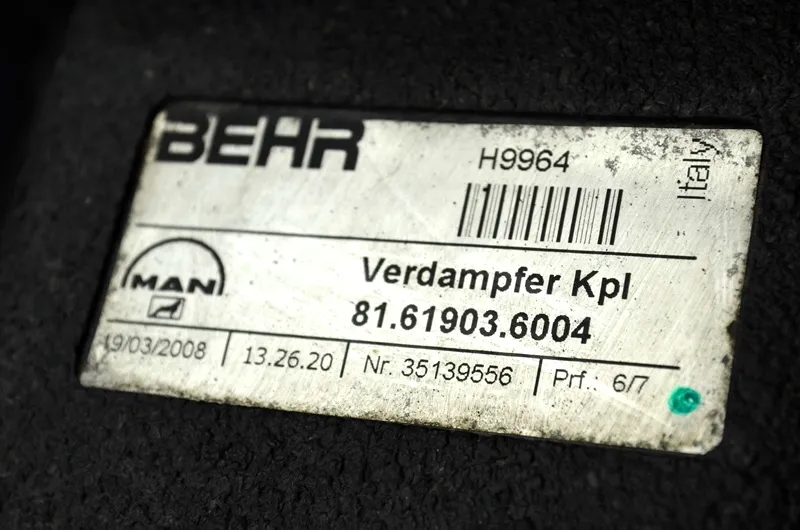 BEHR
H9964
Italy
MAN
Verdampfer Kpl
81.61903.6004
19/03/2008 | 13.26.20 | Nr. 35139556 | Prf.: 6/7